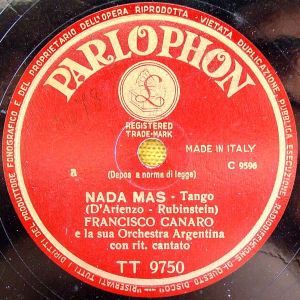 DIRITTI DEL PRODUTTORE FONOGRAFICO E DEL PROPRIETARIO DELL'OPERA RIPRODOTTA - VIETATA DUPLICAZIONE
RISERVATI TUTTI
PARLOPHON
£
REGISTERED
TRADE-MARK
MADE IN ITALY
a
(Depos. a norma di legge)
C 9596
NADA MAS - Tango
(D'Arienzo - Rubinstein)
FRANCISCO CANARO
e la sua Orchestra Argentina
con rit. cantato
TT 9750